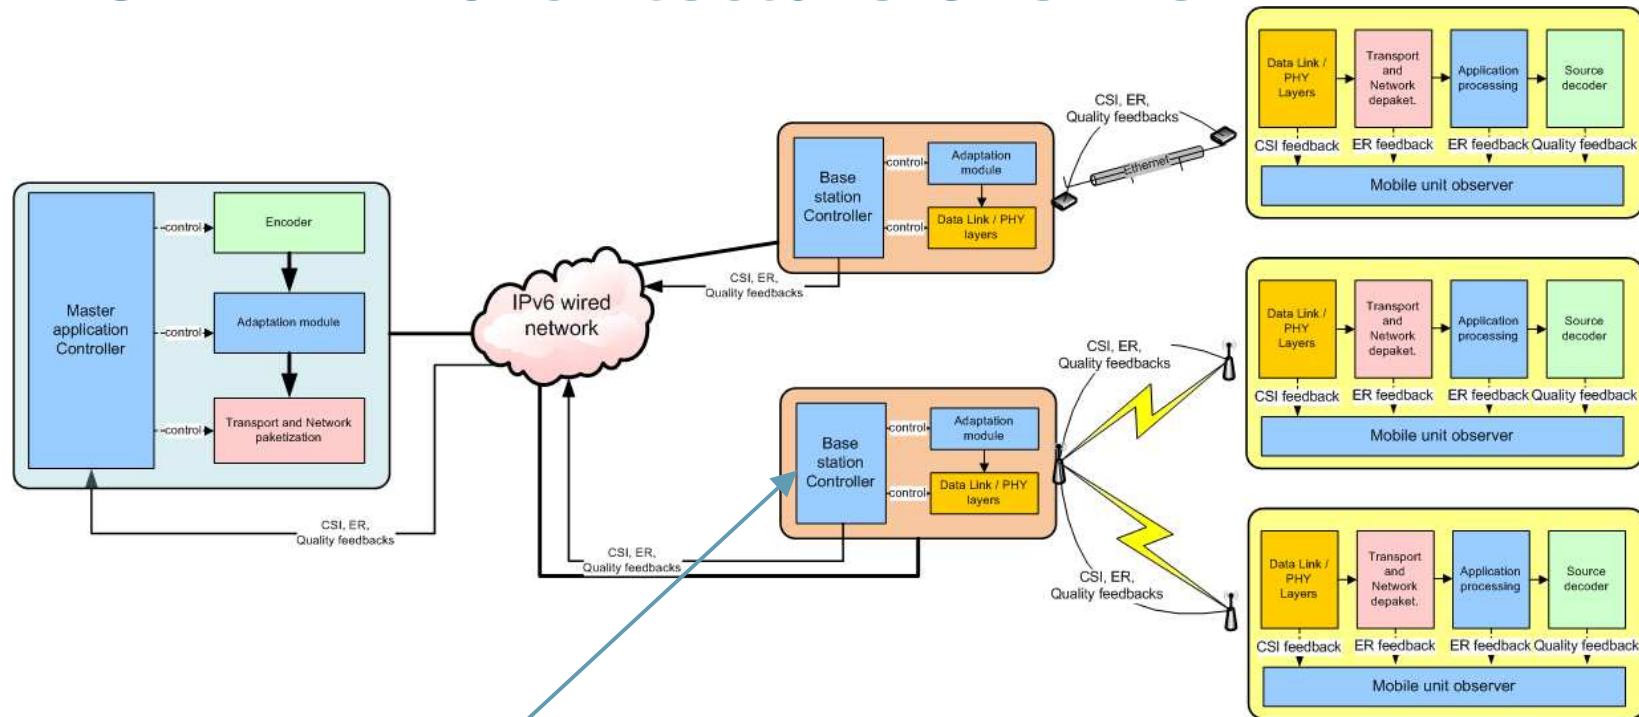 Master
application
Controller
control
Encoder
control
Adaptation module
control
Transport and Network
paketization
CSI, ER,
Quality feedbacks
IPv6 wired
network
CSI, ER,
Quality feedbacks
CSI, ER,
Quality feedbacks
Base
station
Controller
control
Adaptation
module
control
Data Link / PHY
layers
CSI, ER,
Quality feedbacks
Ethernet
Base
station
Controller
control
Adaptation
module
control
Data Link / PHY
layers
CSI, ER,
Quality feedbacks
CSI, ER,
Quality feedbacks
Data Link /
PHY
Layers
Transport
and
Network
depaket.
Application
processing
Source
decoder
CSI feedback
ER feedback
ER feedback
Quality feedback
Mobile unit observer
Data Link /
PHY
Layers
Transport
and
Network
depaket.
Application
processing
Source
decoder
CSI feedback
ER feedback
ER feedback
Quality feedback
Mobile unit observer
Data Link /
PHY
Layers
Transport
and
Network
depaket.
Application
processing
Source
decoder
CSI feedback
ER feedback
ER feedback
Quality feedback
Mobile unit observer